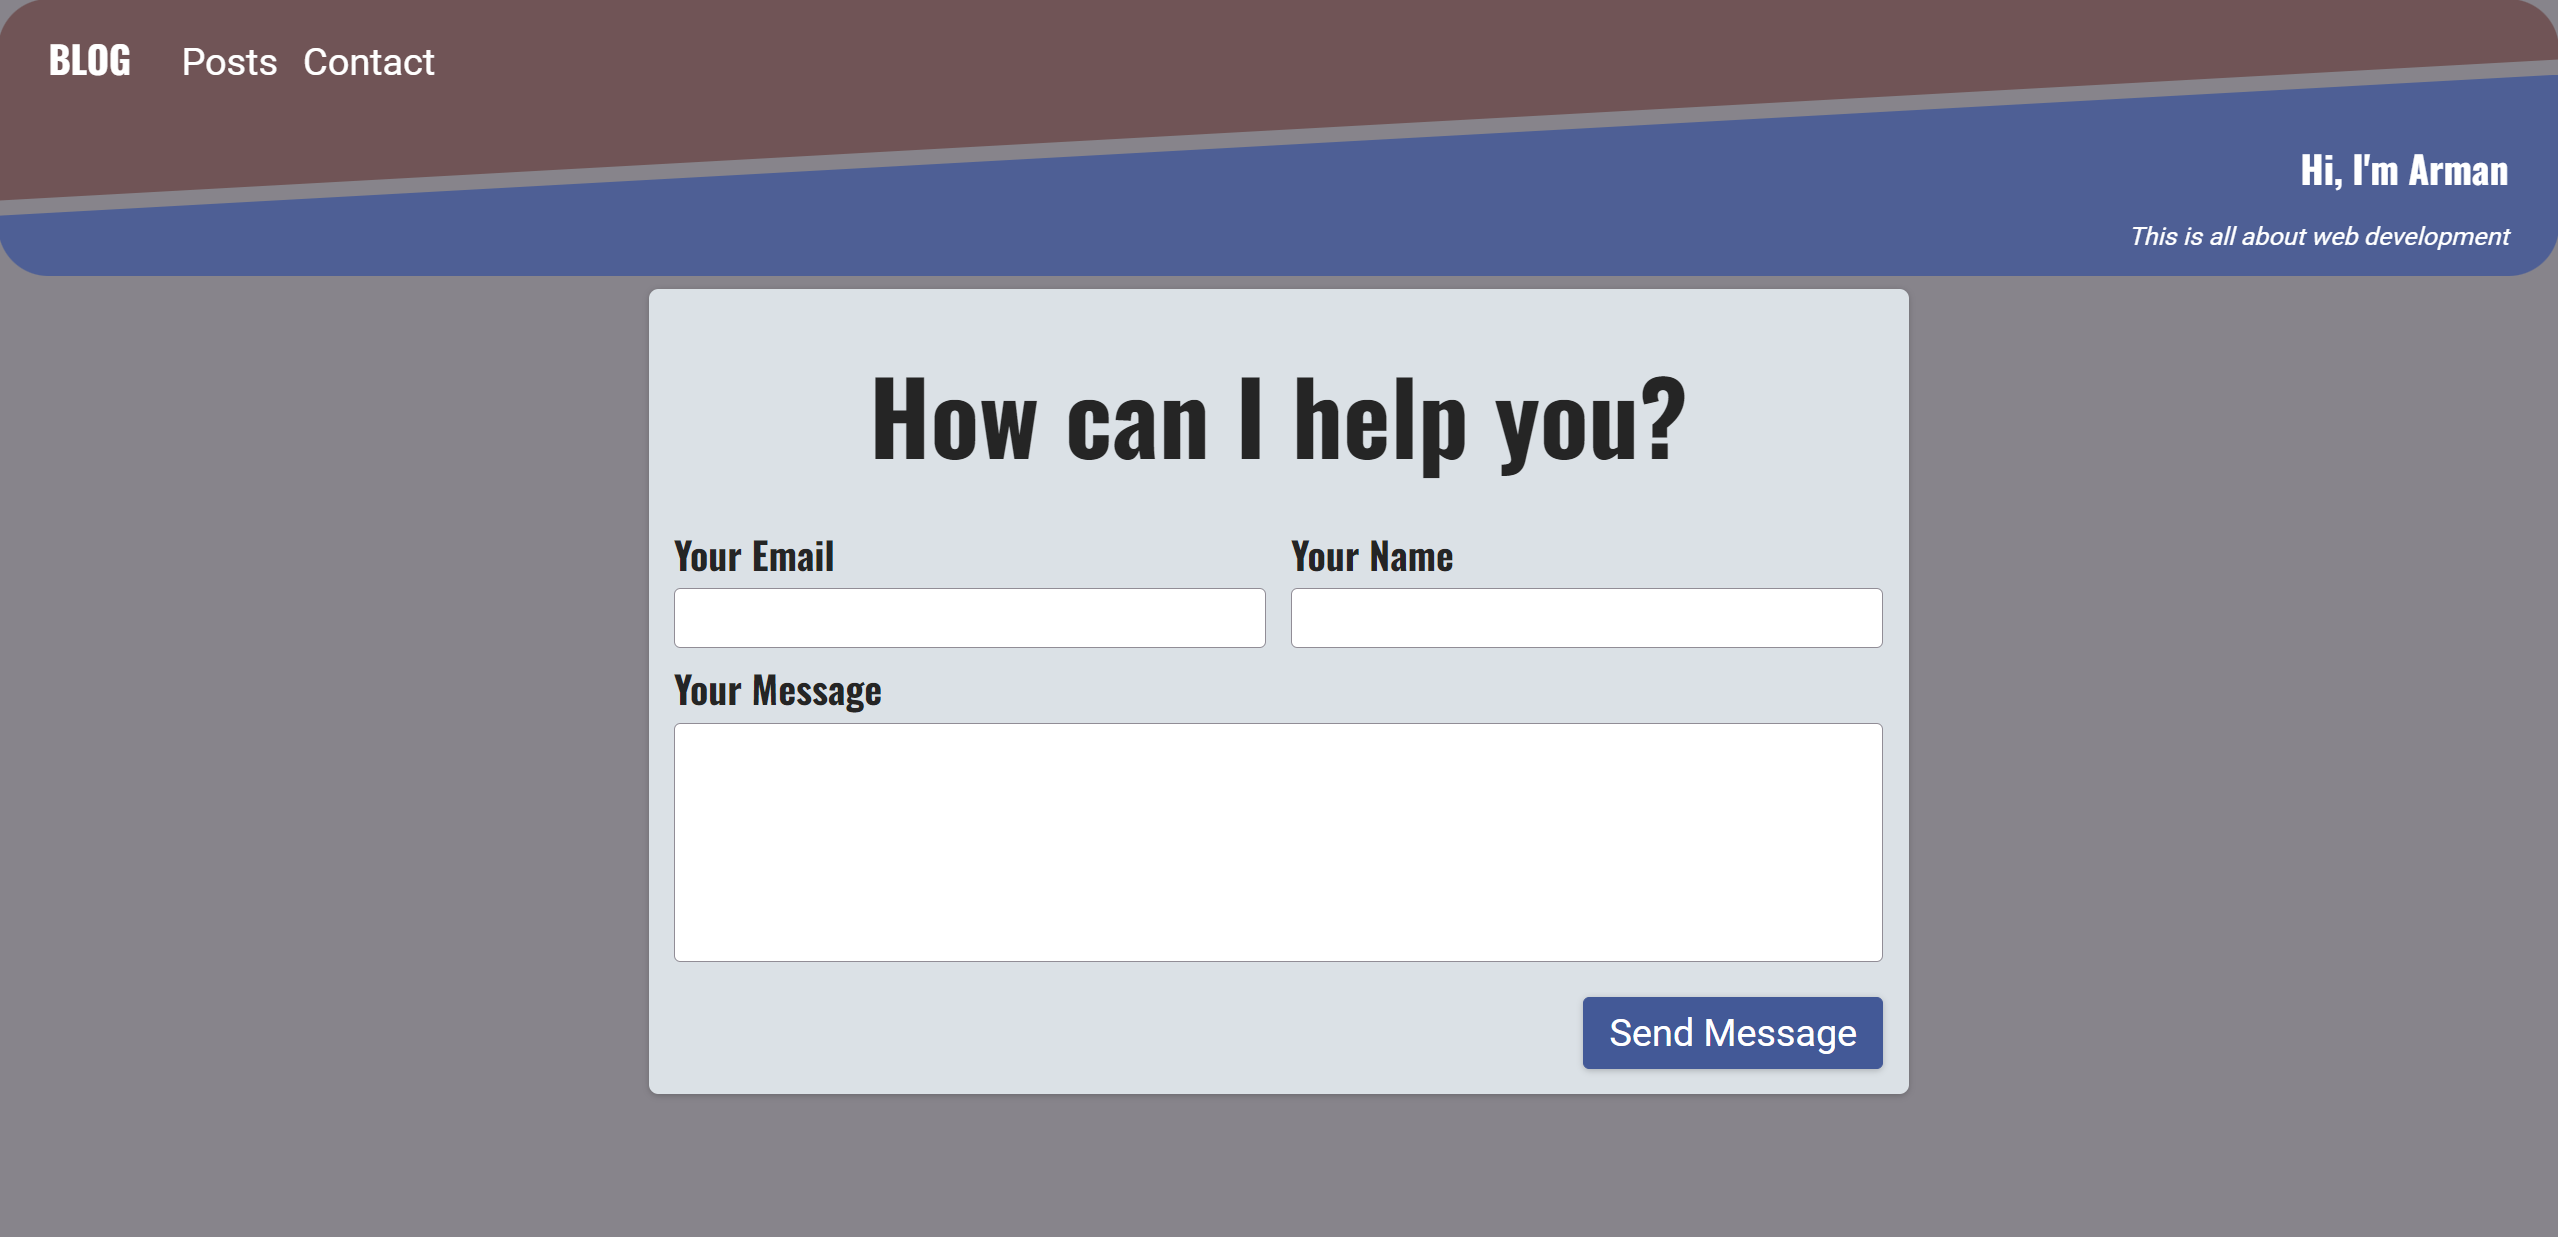 BLOG Posts Contact
Hi, I'm Arman
This is all about web development
How can I help you?
Your Email Your Name
Your Message
Send Message